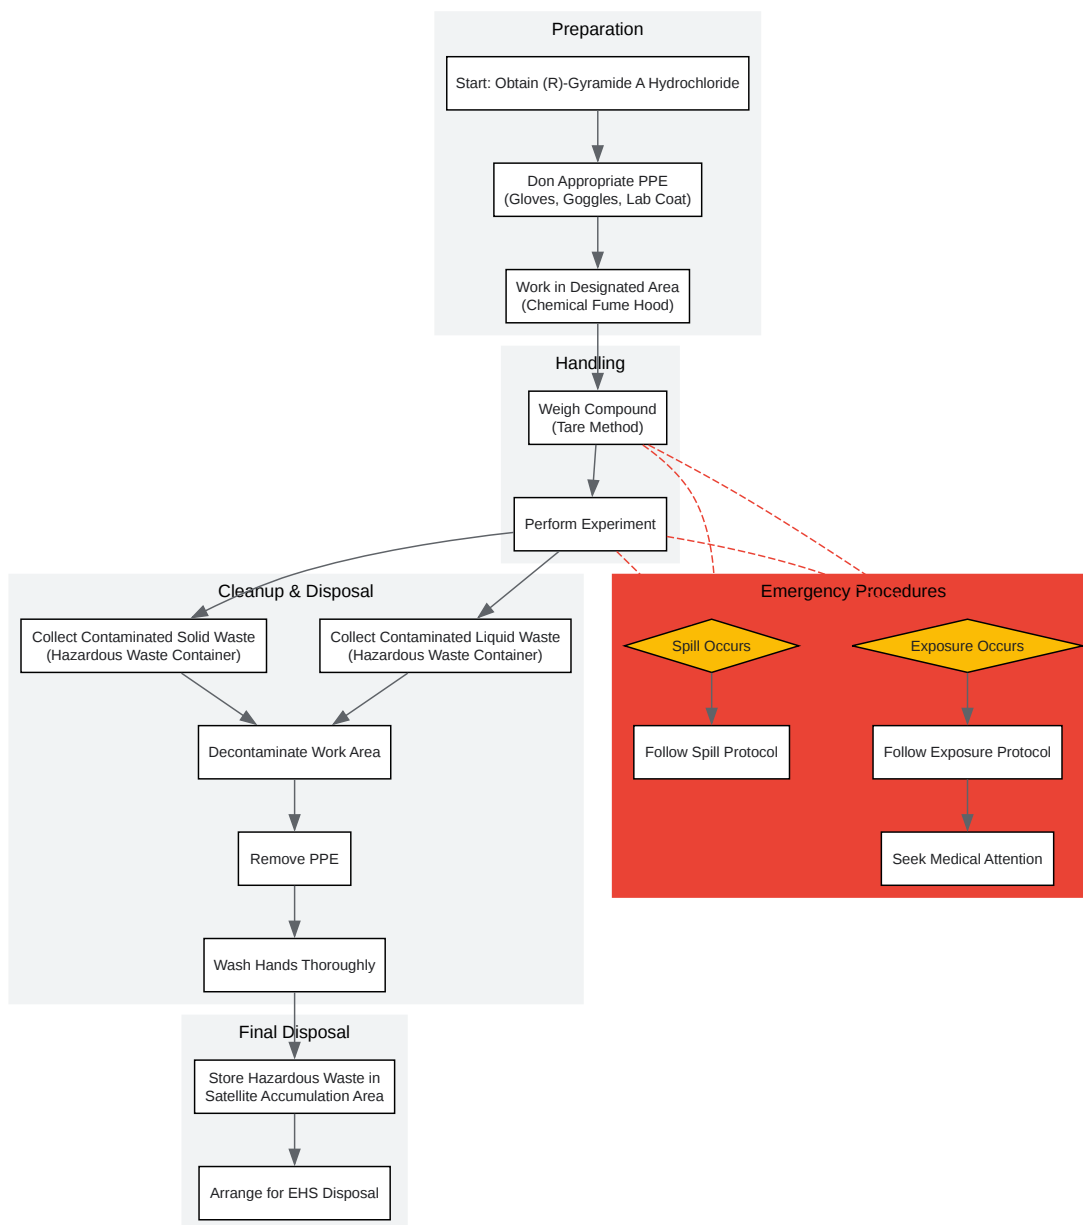 Preparation
Start: Obtain (R)-Gyramide A Hydrochloride
Don Appropriate PPE
(Gloves, Goggles, Lab Coat)
Work in Designated Area
(Chemical Fume Hood)
Handling
Weigh Compound
(Tare Method)
Perform Experiment
Cleanup & Disposal
Collect Contaminated Solid Waste
(Hazardous Waste Container)
Collect Contaminated Liquid Waste
(Hazardous Waste Container)
Decontaminate Work Area
Remove PPE
Wash Hands Thoroughly
Emergency Procedures
Spill Occurs
Exposure Occurs
Follow Spill Protocol
Follow Exposure Protocol
Seek Medical Attention
Final Disposal
Store Hazardous Waste in
Satellite Accumulation Area
Arrange for EHS Disposal